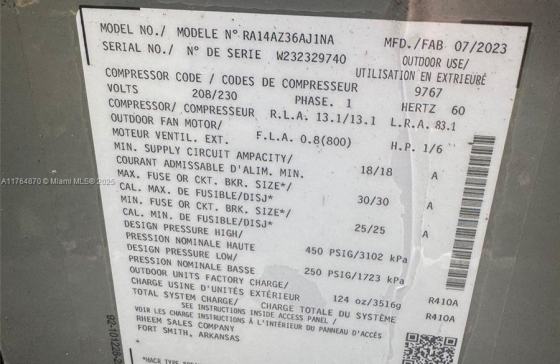 MODEL NO./ MODELE N° RA14AZ36AJ1NA MFD./FAB 07/2023
SERIAL NO./ N° DE SERIE W232329740 OUTDOOR USE/
UTILISATION EN EXTRIEURÉ
COMPRESSOR CODE / CODES DE COMPRESSEUR 9767
VOLTS 208/230 PHASE. 1 HERTZ 60
COMPRESSOR/ COMPRESSEUR R.L.A. 13.1/13.1 L.R.A. 83.1
OUTDOOR FAN MOTOR/
MOTEUR VENTIL. EXT. F.L.A. 0.8(800) H.P. 1/6
MIN. SUPPLY CIRCUIT AMPACITY/
COURANT ADMISSABLE D'ALIM. MIN. 18/18 A
MAX. FUSE OR CKT. BKR. SIZE*/
CAL. MAX. DE FUSIBLE/DISJ* 30/30 A
MIN. FUSE OR CKT. BRK. SIZE*/
CAL. MIN. DE FUSIBLE/DISJ* 25/25 A
DESIGN PRESSURE HIGH/
PRESSION NOMINALE HAUTE 450 PSIG/3102 kPa
DESIGN PRESSURE LOW/
PRESSION NOMINALE BASSE 250 PSIG/1723 kPa
OUTDOOR UNITS FACTORY CHARGE/
CHARGE USINE D'UNITÉS EXTÉRIEUR 124 oz/3516g R410A
TOTAL SYSTEM CHARGE/ CHARGE TOTALE DU SYSTÈME R410A
SEE INSTRUCTIONS INSIDE ACCESS PANEL /
VOIR LES CHARGE INSTRUCTIONS À L'INTÉRIEUR DU PANNEAU D'ACCÈS
RHEEM SALES COMPANY
FORT SMITH, ARKANSAS
*HACR TYPE
A11764870 © Miami MLS® 2025